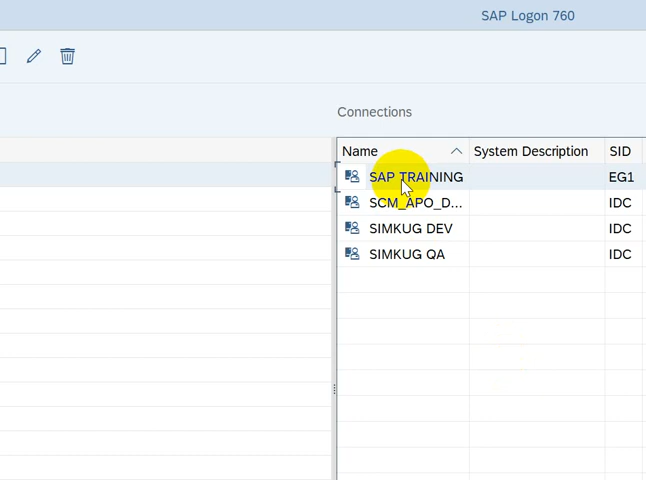 SAP Logon 760
Connections
Name System Description SID
SAP TRAINING EG1
SCM_APO_D... IDC
SIMKUG DEV IDC
SIMKUG QA IDC